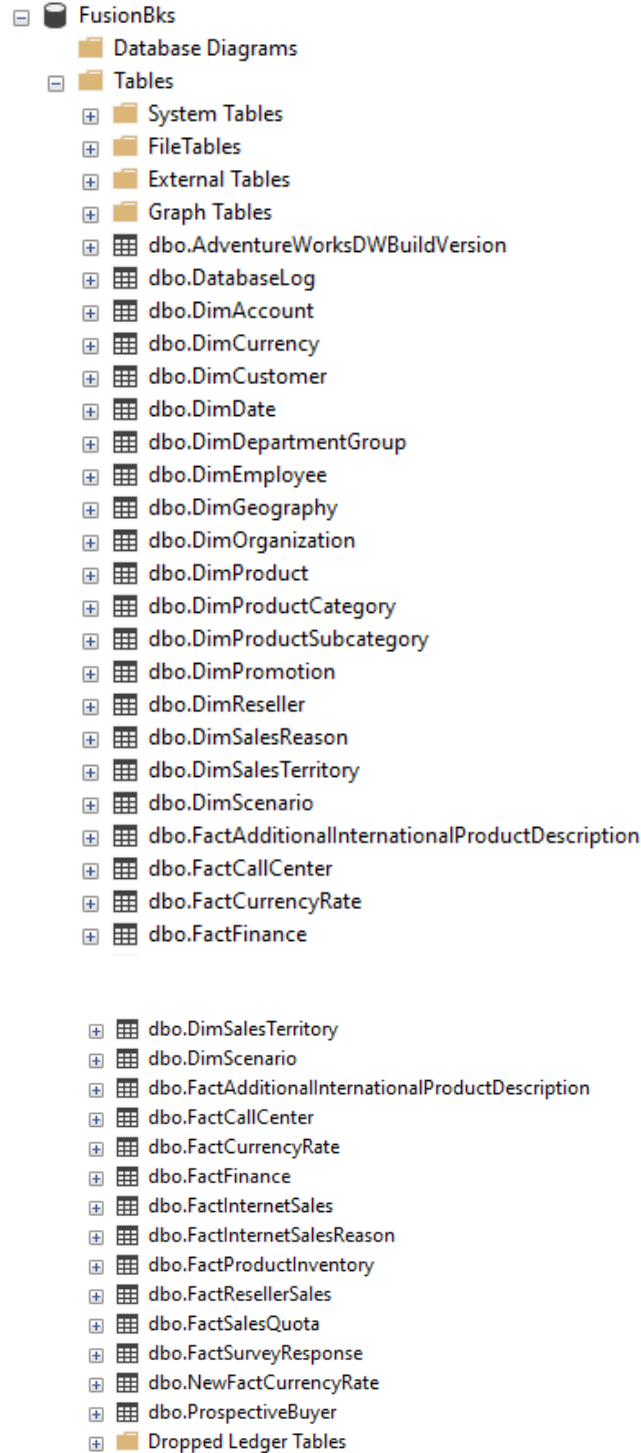 FusionBks
Database Diagrams
Tables
System Tables
FileTables
External Tables
Graph Tables
dbo.AdventureWorksDWBuildVersion
dbo.DatabaseLog
dbo.DimAccount
dbo.DimCurrency
dbo.DimCustomer
dbo.DimDate
dbo.DimDepartmentGroup
dbo.DimEmployee
dbo.DimGeography
dbo.DimOrganization
dbo.DimProduct
dbo.DimProductCategory
dbo.DimProductSubcategory
dbo.DimPromotion
dbo.DimReseller
dbo.DimSalesReason
dbo.DimSalesTerritory
dbo.DimScenario
dbo.FactAdditionalInternationalProductDescription
dbo.FactCallCenter
dbo.FactCurrencyRate
dbo.FactFinance
dbo.DimSalesTerritory
dbo.DimScenario
dbo.FactAdditionalInternationalProductDescription
dbo.FactCallCenter
dbo.FactCurrencyRate
dbo.FactFinance
dbo.FactInternetSales
dbo.FactInternetSalesReason
dbo.FactProductInventory
dbo.FactResellerSales
dbo.FactSalesQuota
dbo.FactSurveyResponse
dbo.NewFactCurrencyRate
dbo.ProspectiveBuyer
Dropped Ledger Tables